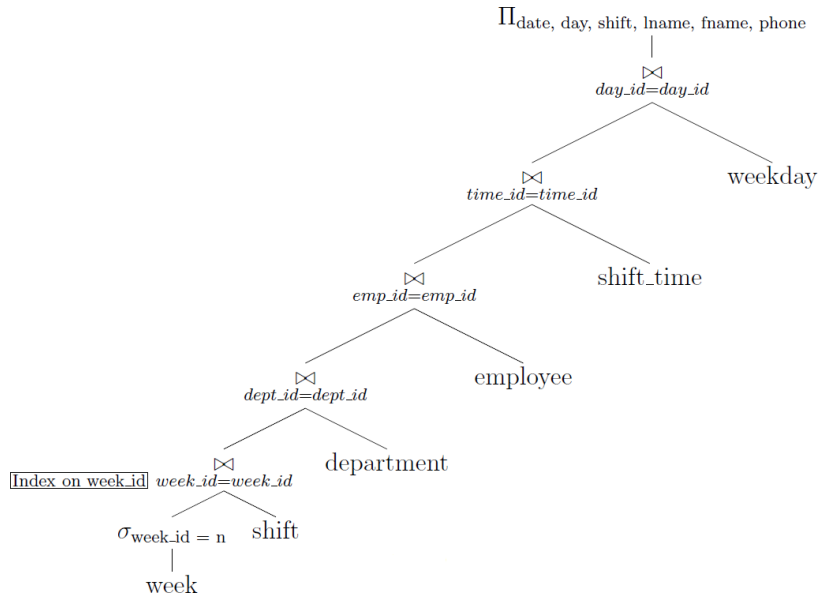 Πdate, day, shift, lname, fname, phone
⋈
day_id=day_id
weekday
⋈
time_id=time_id
shift_time
⋈
emp_id=emp_id
employee
⋈
dept_id=dept_id
department
⋈
Index on week_id week_id=week_id
σweek_id = n shift
week